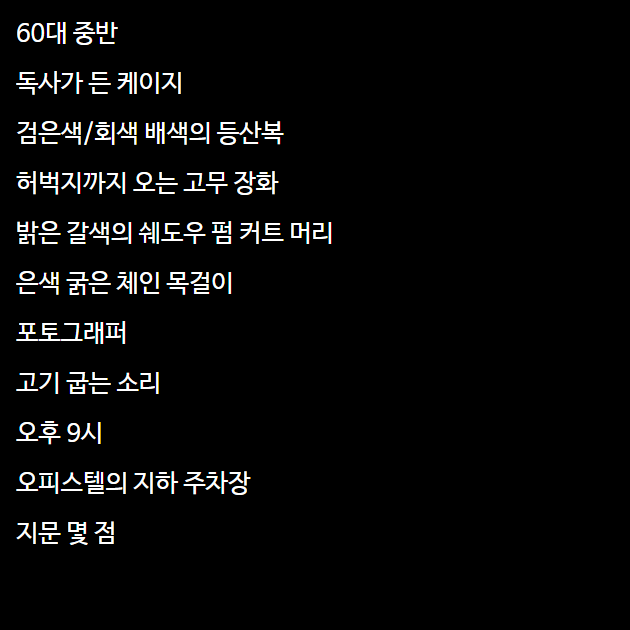 60대 중반
독사가 든 케이지
검은색/회색 배색의 등산복
허벅지까지 오는 고무 장화
밝은 갈색의 쉐도우 펌 커트 머리
은색 굵은 체인 목걸이
포토그래퍼
고기 굽는 소리
오후 9시
오피스텔의 지하 주차장
지문 몇 점